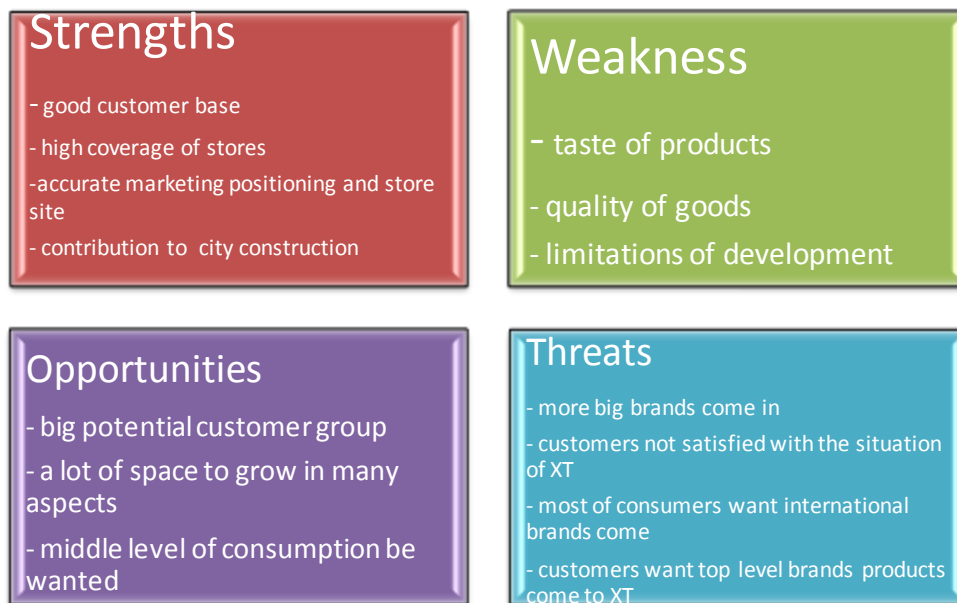 Strengths
- good customer base
- high coverage of stores
-accurate marketing positioning and store
site
- contribution to city construction
Weakness
- taste of products
- quality of goods
- limitations of development
Opportunities
- big potential customer group
- a lot of space to grow in many
aspects
- middle level of consumption be
wanted
Threats
- more big brands come in
- customers not satisfied with the situation
of XT
- most of consumers want international
brands come
- customers want top level brands products
come to XT